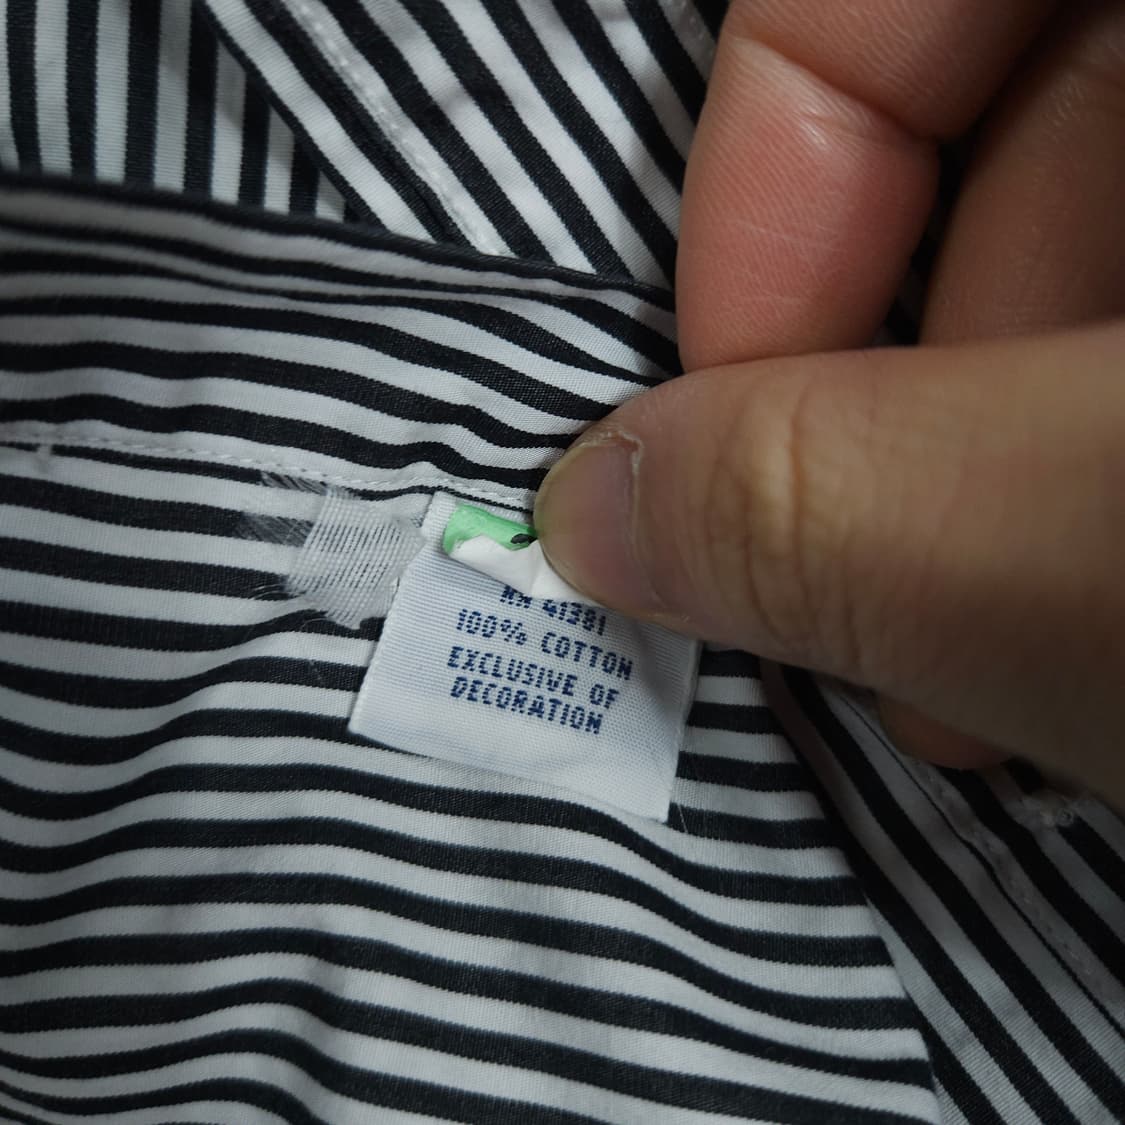 RN 41381
100% COTTON
EXCLUSIVE OF
DECORATION